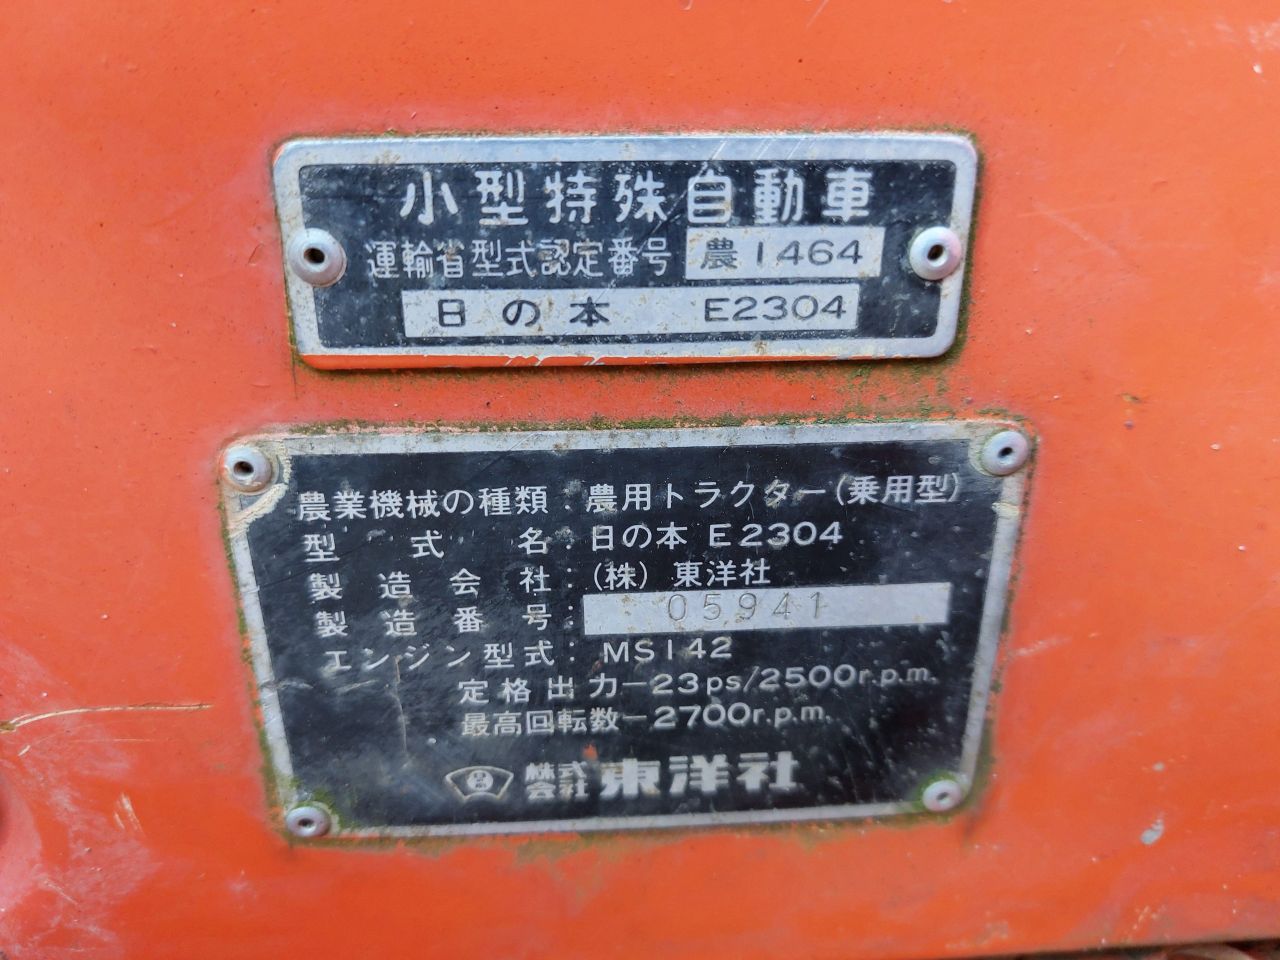 小型特殊自動車
運輸省型式認定番号 農1464
日の本 E2304
農業機械の種類:農用トラクター(乗用型)
型式名:日の本 E2304
製造会社:(株)東洋社
製造番号:05941
エンジン型式:MS142
定格出力-23ps/2500r.p.m.
最高回転数-2700r.p.m.
株式会社 東洋社